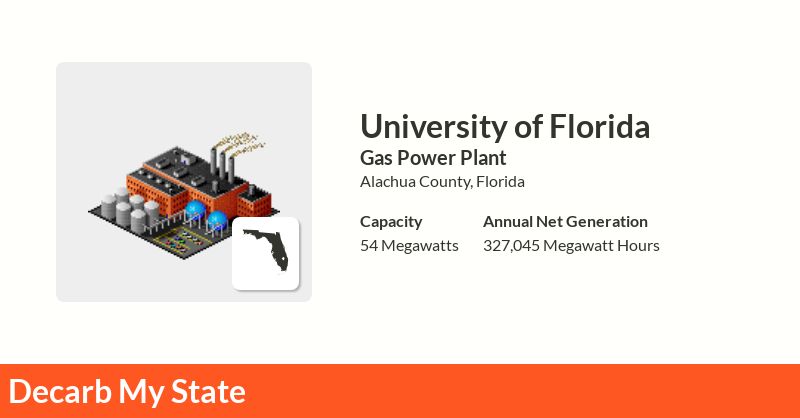 University of Florida
Gas Power Plant
Alachua County, Florida
Capacity Annual Net Generation
54 Megawatts 327,045 Megawatt Hours
Decarb My State